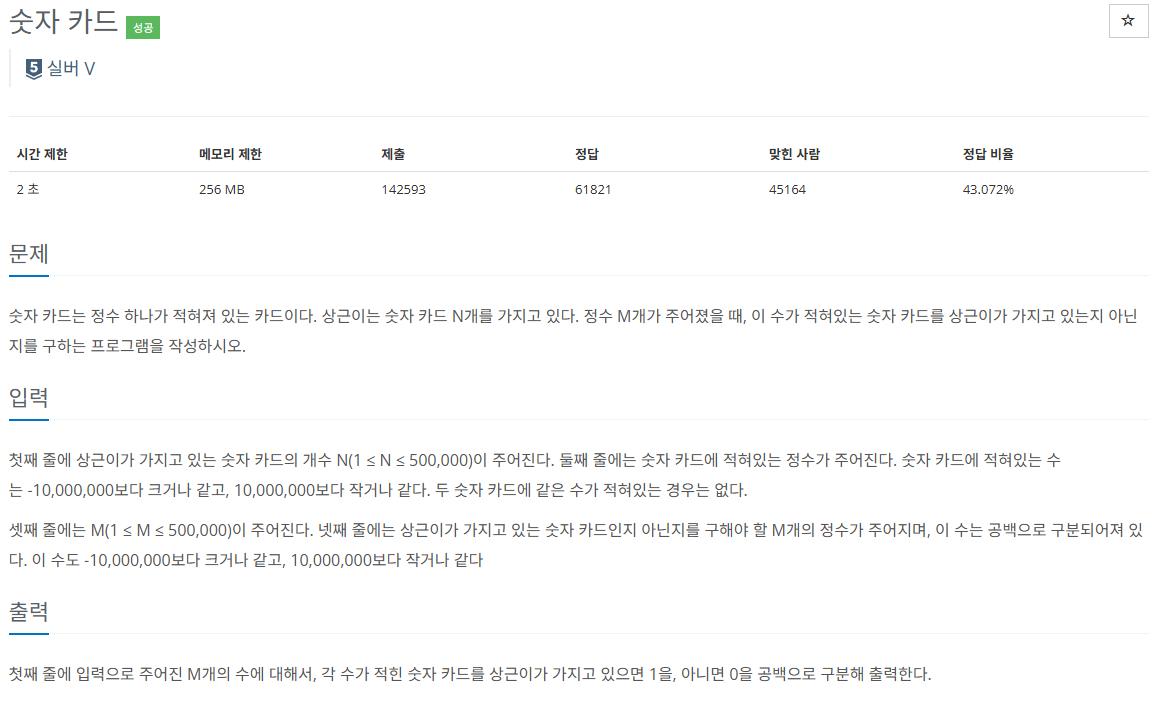 숫자 카드 성공
5 실버 V
시간 제한 메모리 제한 제출 정답 맞힌 사람 정답 비율
2 초 256 MB 142593 61821 45164 43.072%
문제
숫자 카드는 정수 하나가 적혀져 있는 카드이다. 상근이는 숫자 카드 N개를 가지고 있다. 정수 M개가 주어졌을 때, 이 수가 적혀있는 숫자 카드를 상근이가 가지고 있는지 아닌
지를 구하는 프로그램을 작성하시오.
입력
첫째 줄에 상근이가 가지고 있는 숫자 카드의 개수 N(1 ≤ N ≤ 500,000)이 주어진다. 둘째 줄에는 숫자 카드에 적혀있는 정수가 주어진다. 숫자 카드에 적혀있는 수
는 -10,000,000보다 크거나 같고, 10,000,000보다 작거나 같다. 두 숫자 카드에 같은 수가 적혀있는 경우는 없다.
셋째 줄에는 M(1 ≤ M ≤ 500,000)이 주어진다. 넷째 줄에는 상근이가 가지고 있는 숫자 카드인지 아닌지를 구해야 할 M개의 정수가 주어지며, 이 수는 공백으로 구분되어져 있
다. 이 수도 -10,000,000보다 크거나 같고, 10,000,000보다 작거나 같다
출력
첫째 줄에 입력으로 주어진 M개의 수에 대해서, 각 수가 적힌 숫자 카드를 상근이가 가지고 있으면 1을, 아니면 0을 공백으로 구분해 출력한다.